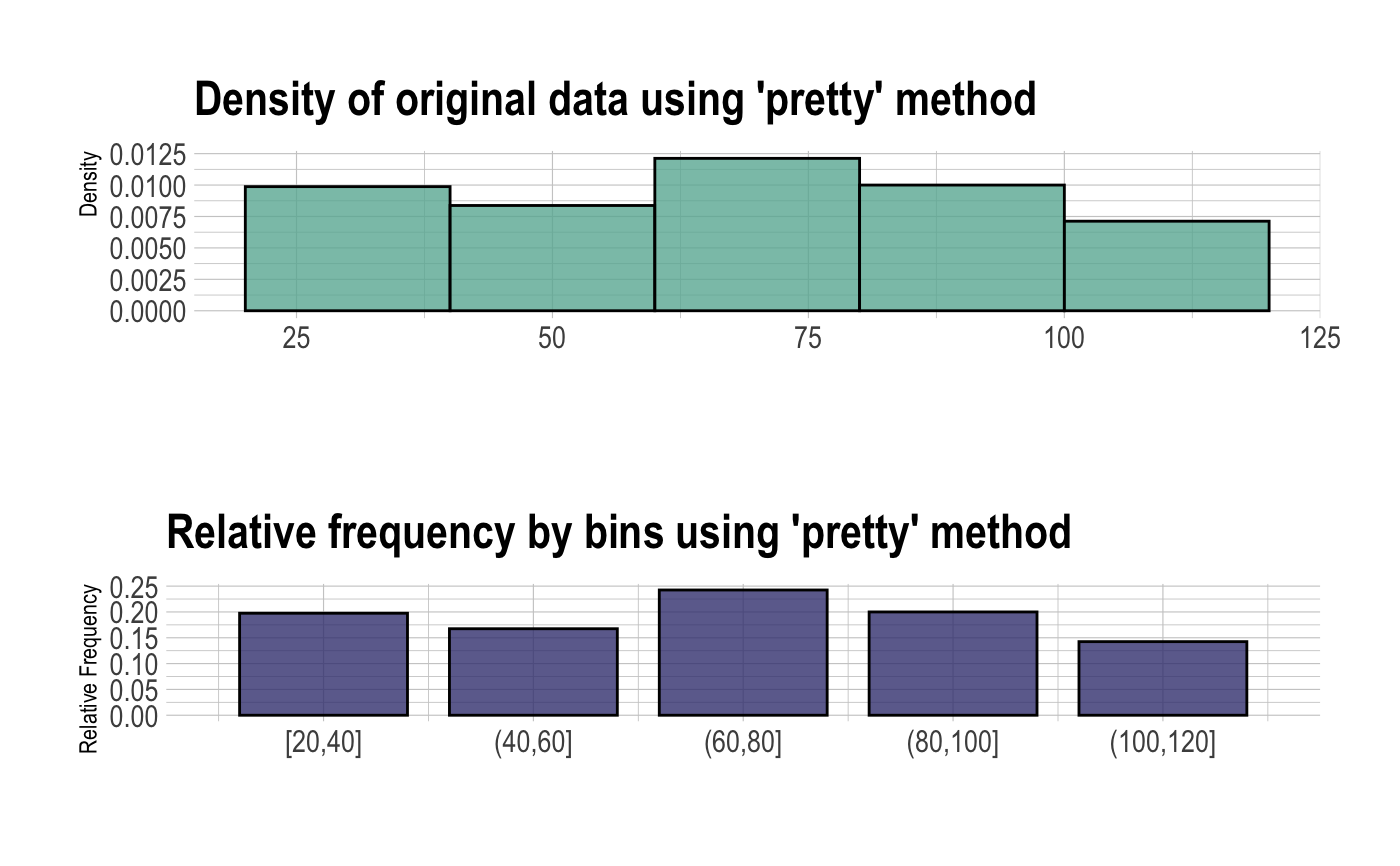 Density of original data using 'pretty' method
Density
0.0125
0.0100
0.0075
0.0050
0.0025
0.0000
25 50 75 100 125
Relative frequency by bins using 'pretty' method
Relative Frequency
0.25
0.20
0.15
0.10
0.05
0.00
[20,40] (40,60] (60,80] (80,100] (100,120]